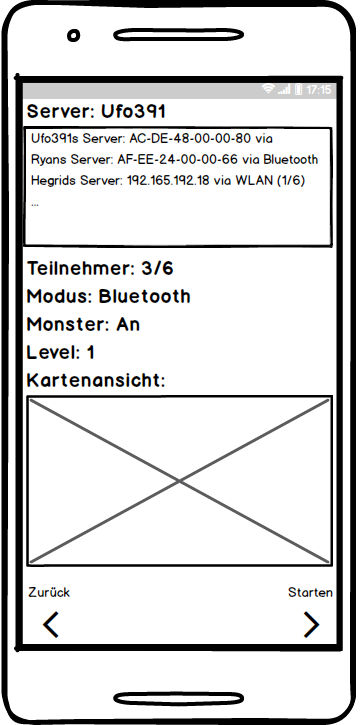 17:15
Server: Ufo391
Ufo391s Server: AC-DE-48-00-00-80 via
Ryans Server: AF-EE-24-00-00-66 via Bluetooth
Hegrids Server: 192.165.192.18 via WLAN (1/6)
...
Teilnehmer: 3/6
Modus: Bluetooth
Monster: An
Level: 1
Kartenansicht:
Zurück
Starten